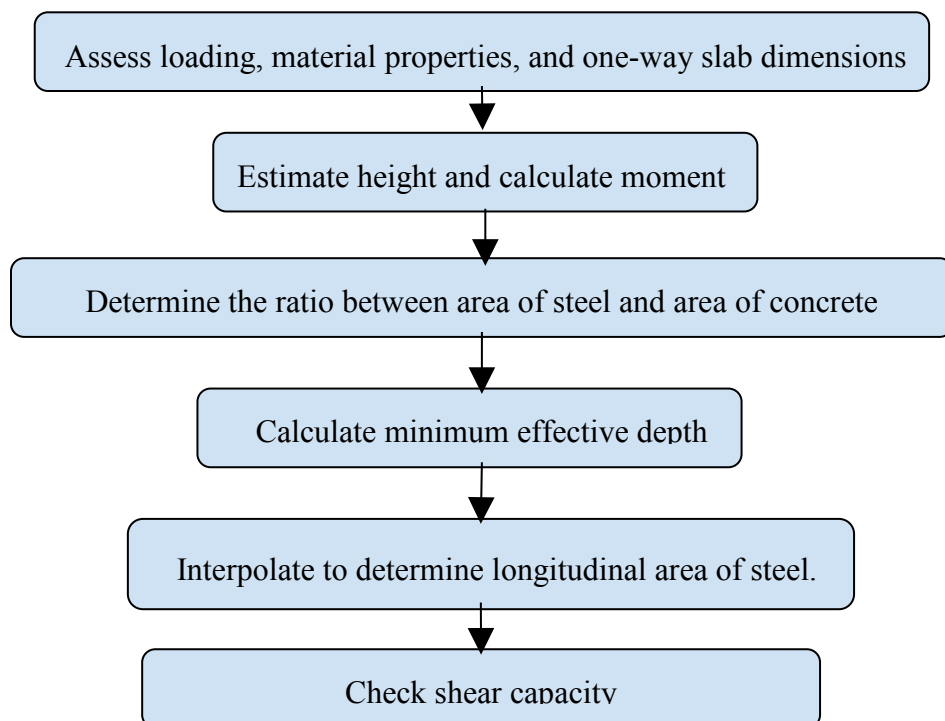 Assess loading, material properties, and one-way slab dimensions
Estimate height and calculate moment
Determine the ratio between area of steel and area of concrete
Calculate minimum effective depth
Interpolate to determine longitudinal area of steel.
Check shear capacity